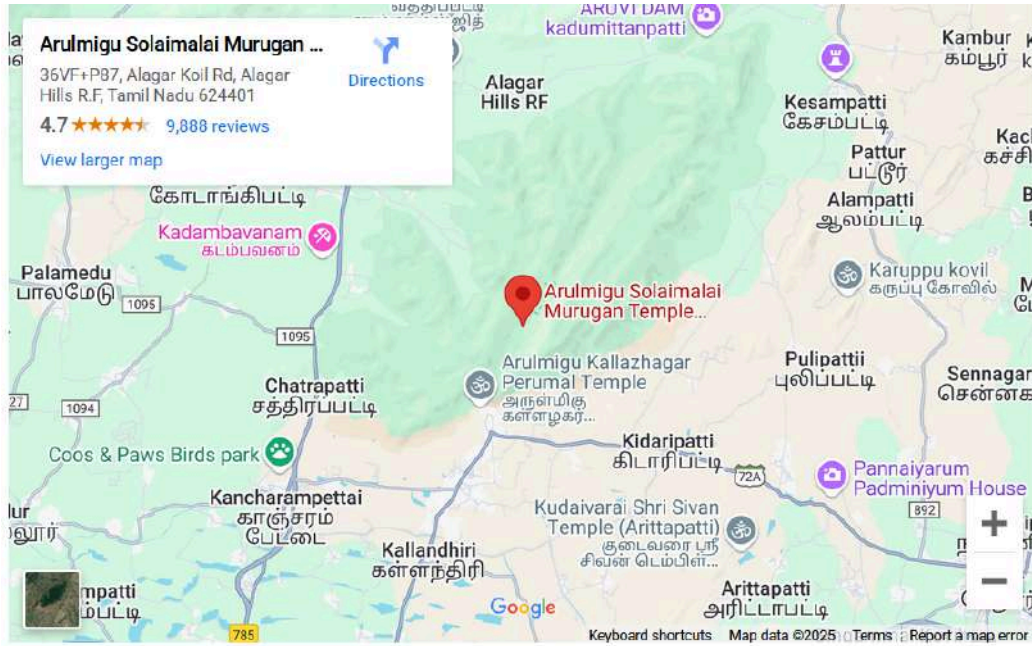 Arulmigu Solaimalai Murugan ...
36VF+P87, Alagar Koil Rd, Alagar
Hills R.F, Tamil Nadu 624401
4.7
9,888 reviews
View larger map
Directions
ARUVI DAM
kadumittanpatti
Alagar
Hills RF
Kambur
கம்பூர்
Kesampatti
கேசம்பட்டி
Pattur
பட்டூர்
Alampatti
ஆலம்பட்டி
கோடாங்கிபட்டி
Kadambavanam
கடம்பவனம்
Palamedu
பாலமேடு
1095
1095
Karuppu kovil
கருப்பு கோவில்
Arulmigu Solaimalai
Murugan Temple...
Arulmigu Kallazhagar
Perumal Temple
அருள்மிகு
கள்ளழகர்...
Pulipattii
புலிப்பட்டி
Sennagar
சென்னக
Chatrapatti
சத்திரப்பட்டி
27
1094
Coos & Paws Birds park
Kidaripatti
கிடாரிபட்டி
72A
Pannaiyarum
Padminiyum House
892
Kancharampettai
காஞ்சரம்
பேட்டை
Kudaivarai Shri Sivan
Temple (Arittapatti)
குடைவரை ஸ்ரீ
சிவன் டெம்பிள்...
Kallandhiri
கள்ளந்திரி
Arittapatti
அரிட்டாபட்டி
mpatti
ம்பட்டி
785
Google
+
−
Keyboard shortcuts Map data ©2025 Terms Report a map error